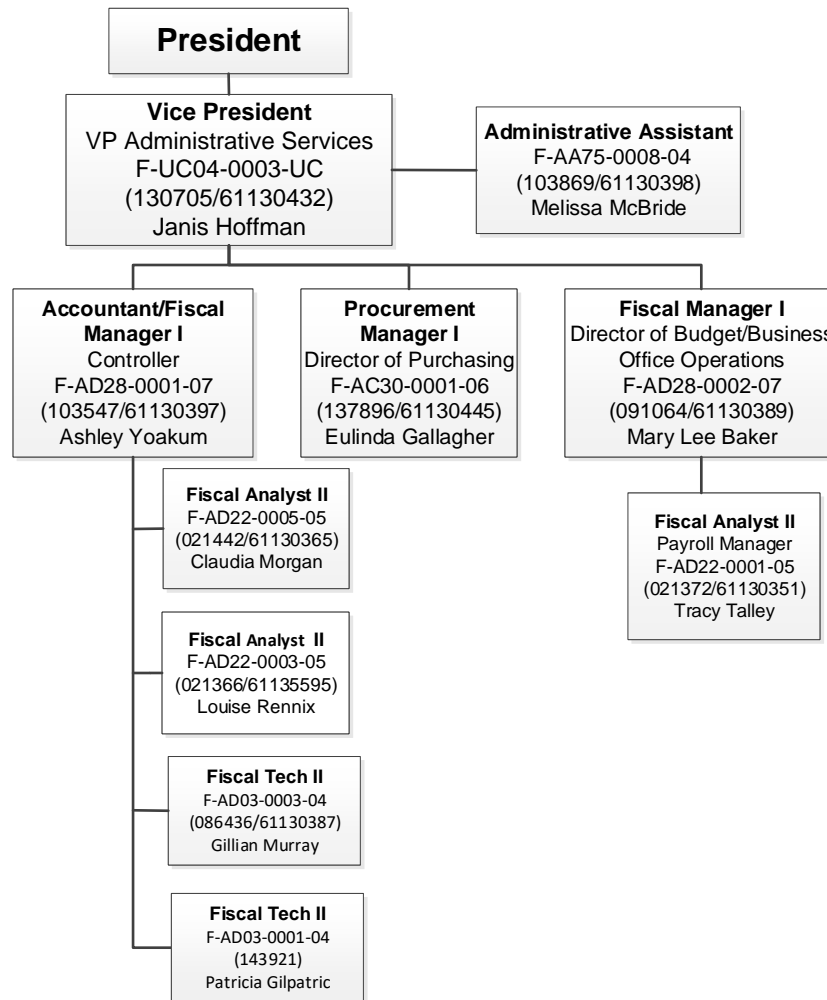 President
Vice President
VP Administrative Services
F-UC04-0003-UC
(130705/61130432)
Janis Hoffman
Administrative Assistant
F-AA75-0008-04
(103869/61130398)
Melissa McBride
Accountant/Fiscal
Manager I
Controller
F-AD28-0001-07
(103547/61130397)
Ashley Yoakum
Procurement
Manager I
Director of Purchasing
F-AC30-0001-06
(137896/61130445)
Eulinda Gallagher
Fiscal Manager I
Director of Budget/Business
Office Operations
F-AD28-0002-07
(091064/61130389)
Mary Lee Baker
Fiscal Analyst II
F-AD22-0005-05
(021442/61130365)
Claudia Morgan
Fiscal Analyst II
F-AD22-0003-05
(021366/61135595)
Louise Rennix
Fiscal Tech II
F-AD03-0003-04
(086436/61130387)
Gillian Murray
Fiscal Tech II
F-AD03-0001-04
(143921)
Patricia Gilpatric
Fiscal Analyst II
Payroll Manager
F-AD22-0001-05
(021372/61130351)
Tracy Talley